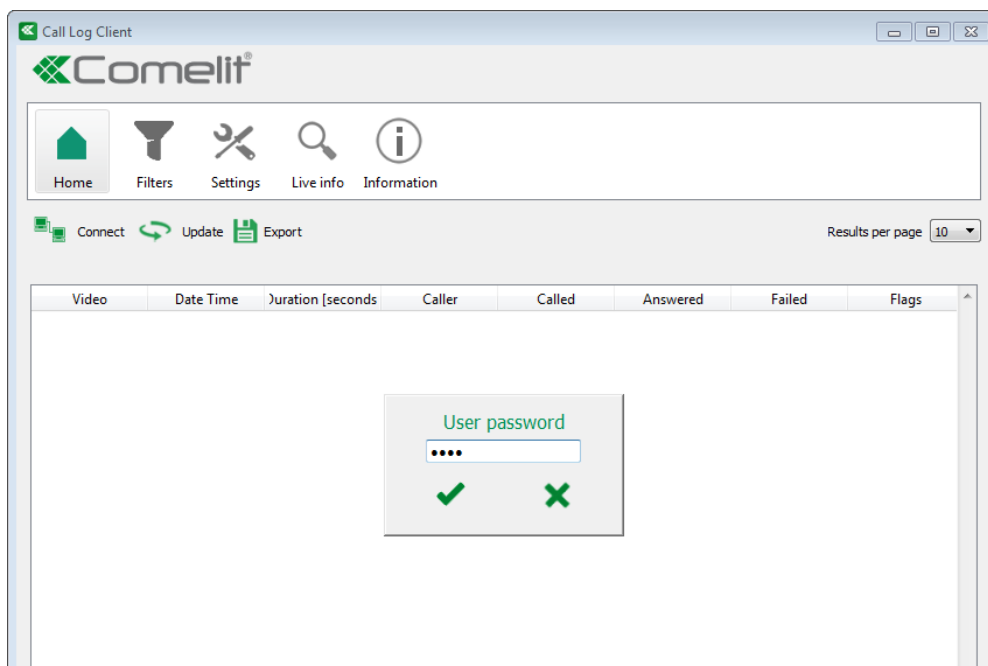 Call Log Client
Comelit®
Home Filters Settings Live info Information
Connect Update Export Results per page 10
Video Date Time Duration [seconds Caller Called Answered Failed Flags
User password
••••